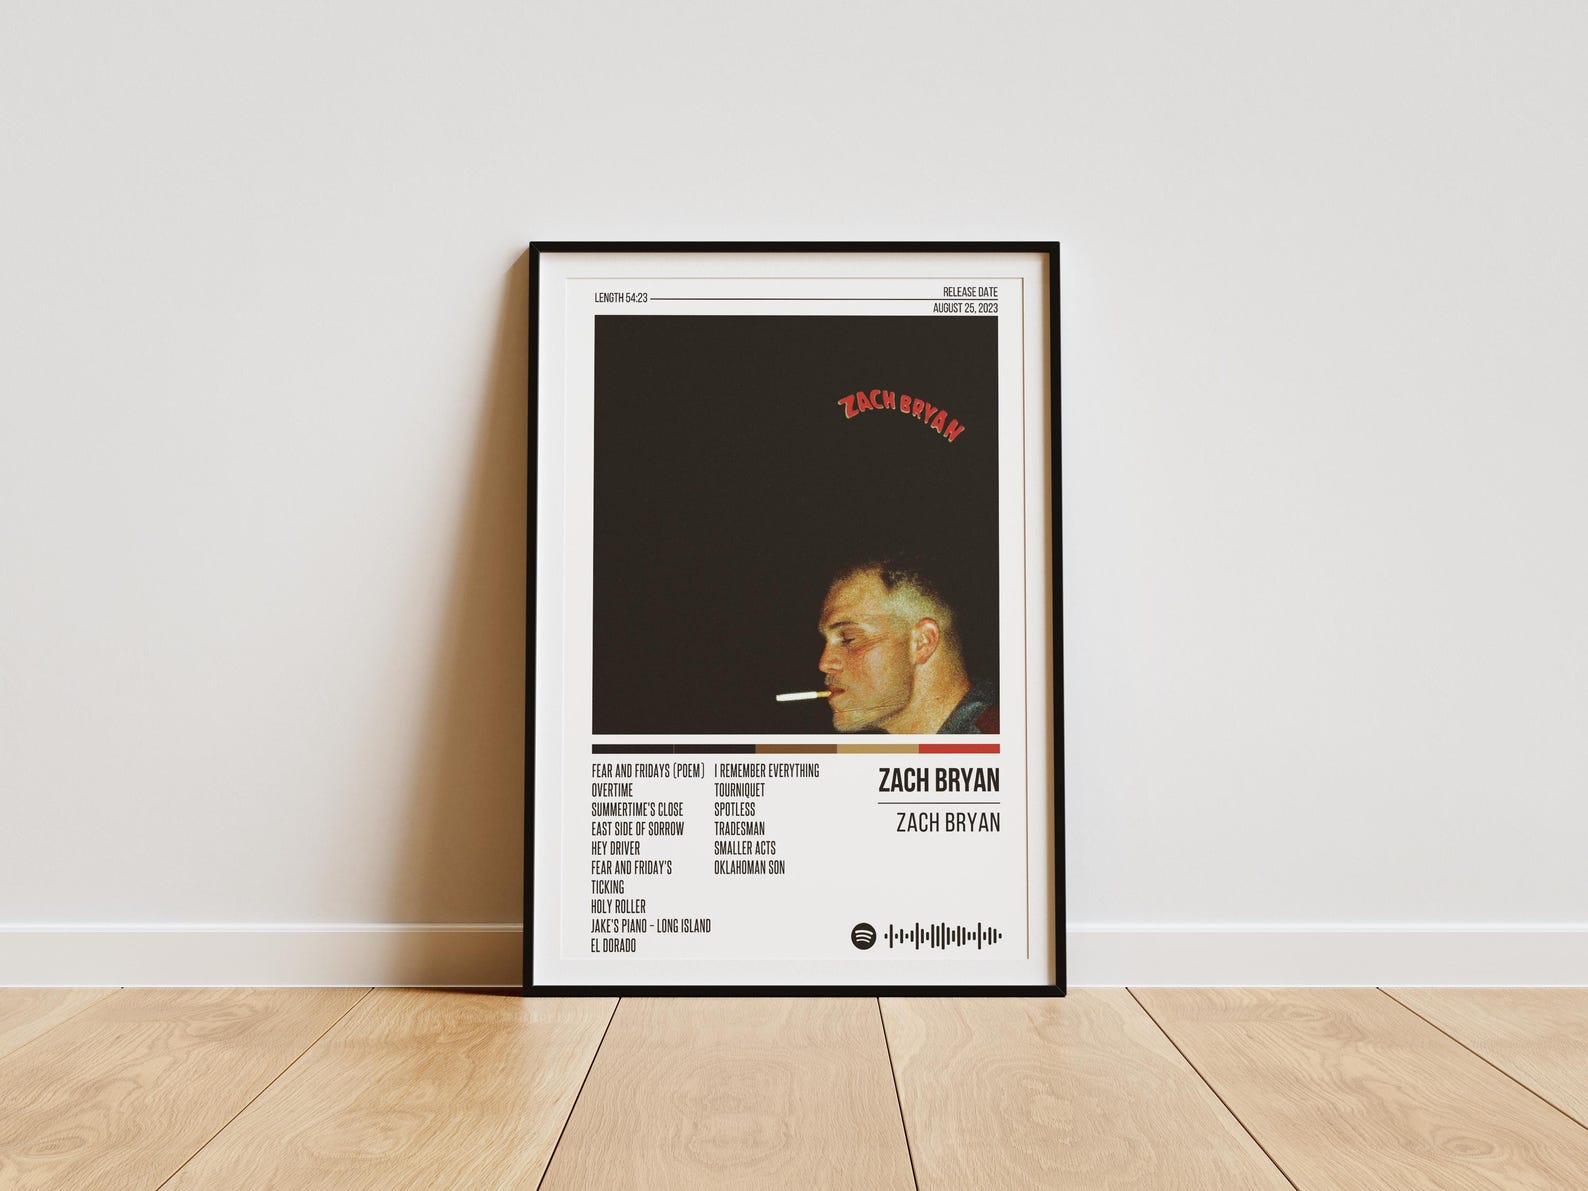 LENGTH 54:23
RELEASE DATE
AUGUST 25, 2023
ZACH BRYAN
FEAR AND FRIDAYS (POEM)
OVERTIME
SUMMERTIME'S CLOSE
EAST SIDE OF SORROW
HEY DRIVER
FEAR AND FRIDAY'S
TICKING
HOLY ROLLER
JAKE'S PIANO - LONG ISLAND
EL DORADO
I REMEMBER EVERYTHING
TOURNIQUET
SPOTLESS
TRADESMAN
SMALLER ACTS
OKLAHOMAN SON
ZACH BRYAN
ZACH BRYAN